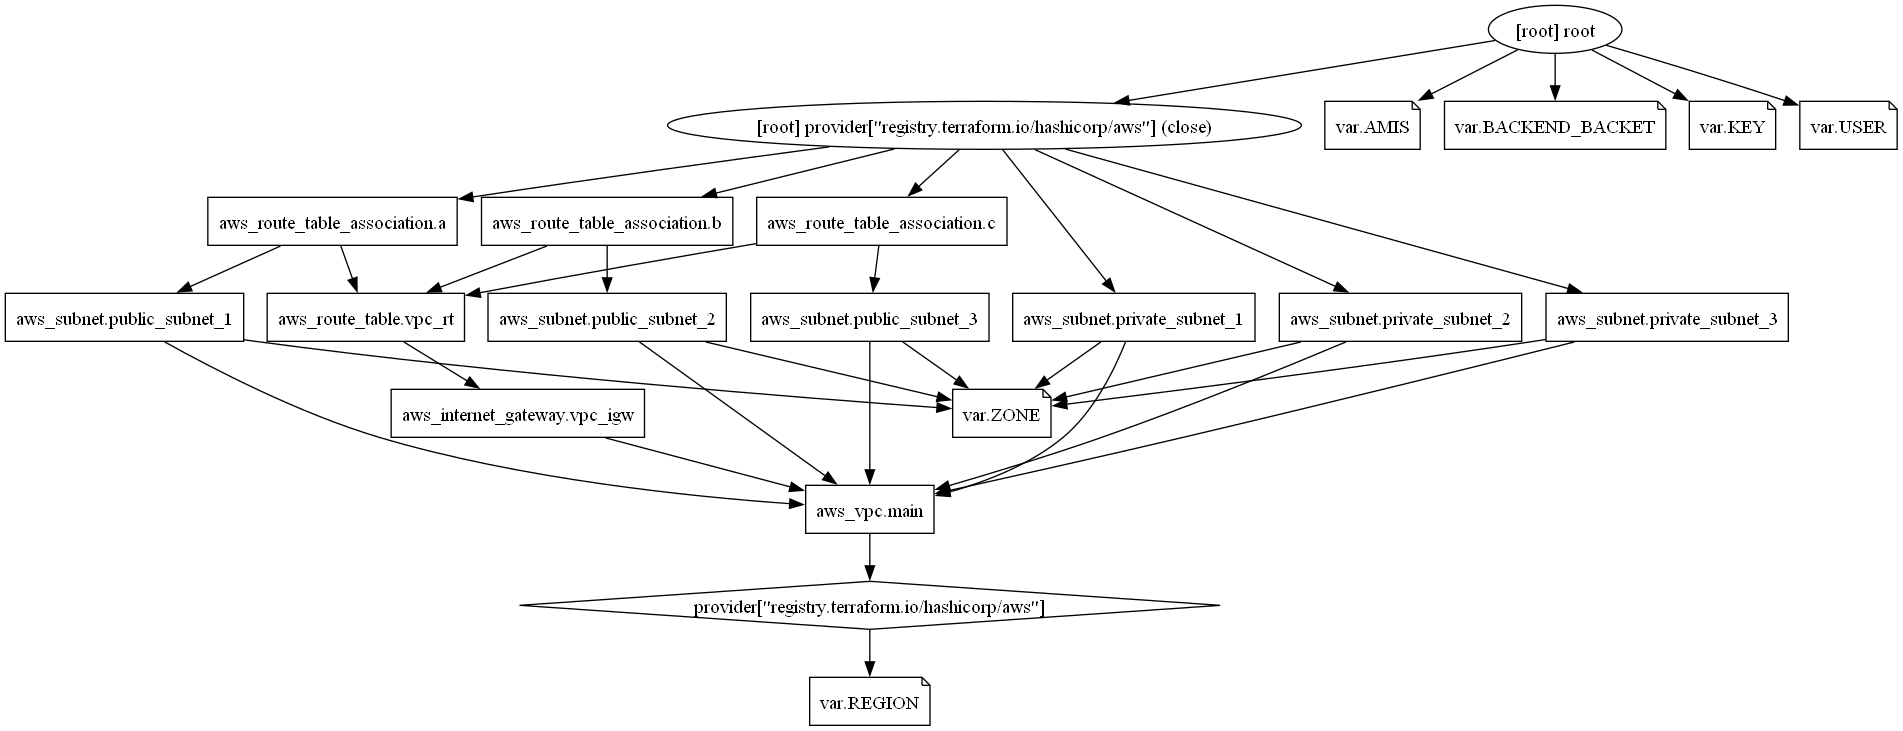 [root] root
[root] provider["registry.terraform.io/hashicorp/aws"] (close)
var.AMIS
var.BACKEND_BACKET
var.KEY
var.USER
aws_route_table_association.a
aws_route_table_association.b
aws_route_table_association.c
aws_subnet.public_subnet_1
aws_route_table.vpc_rt
aws_subnet.public_subnet_2
aws_subnet.public_subnet_3
aws_subnet.private_subnet_1
aws_subnet.private_subnet_2
aws_subnet.private_subnet_3
aws_internet_gateway.vpc_igw
var.ZONE
aws_vpc.main
provider["registry.terraform.io/hashicorp/aws"]
var.REGION